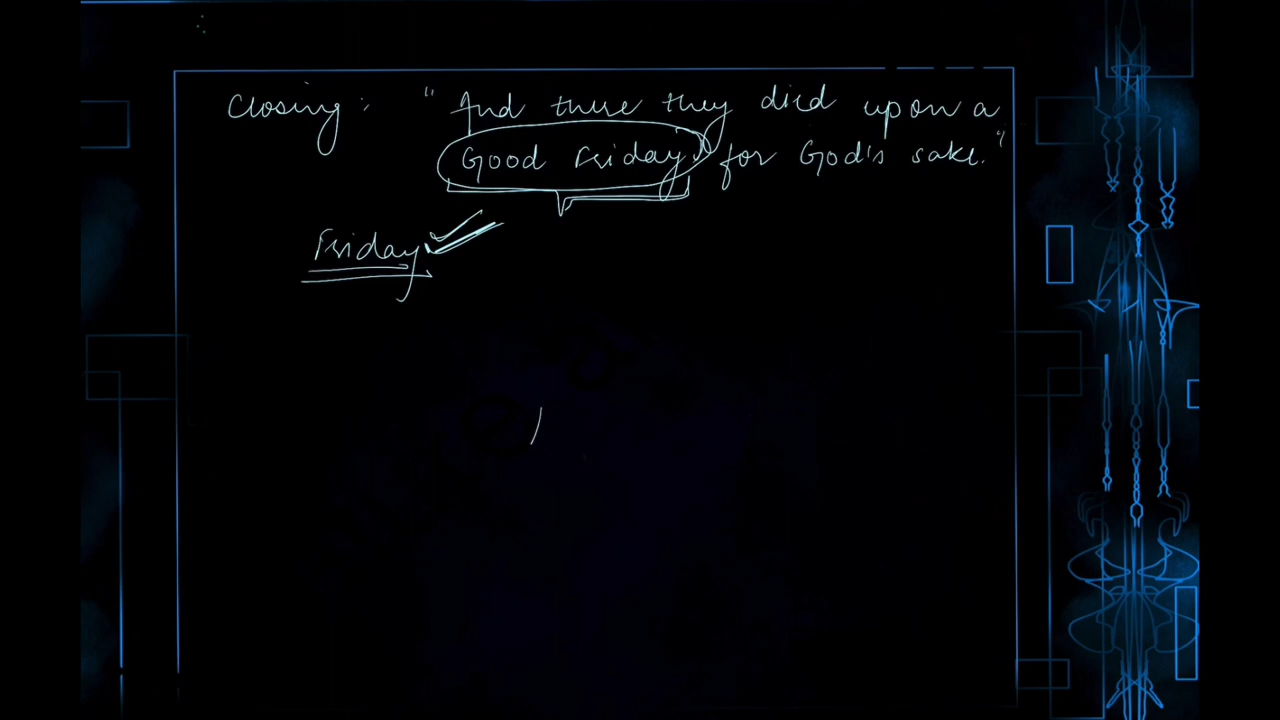 Closing : "And there they died upon a
Good Friday for God's sake."
Friday